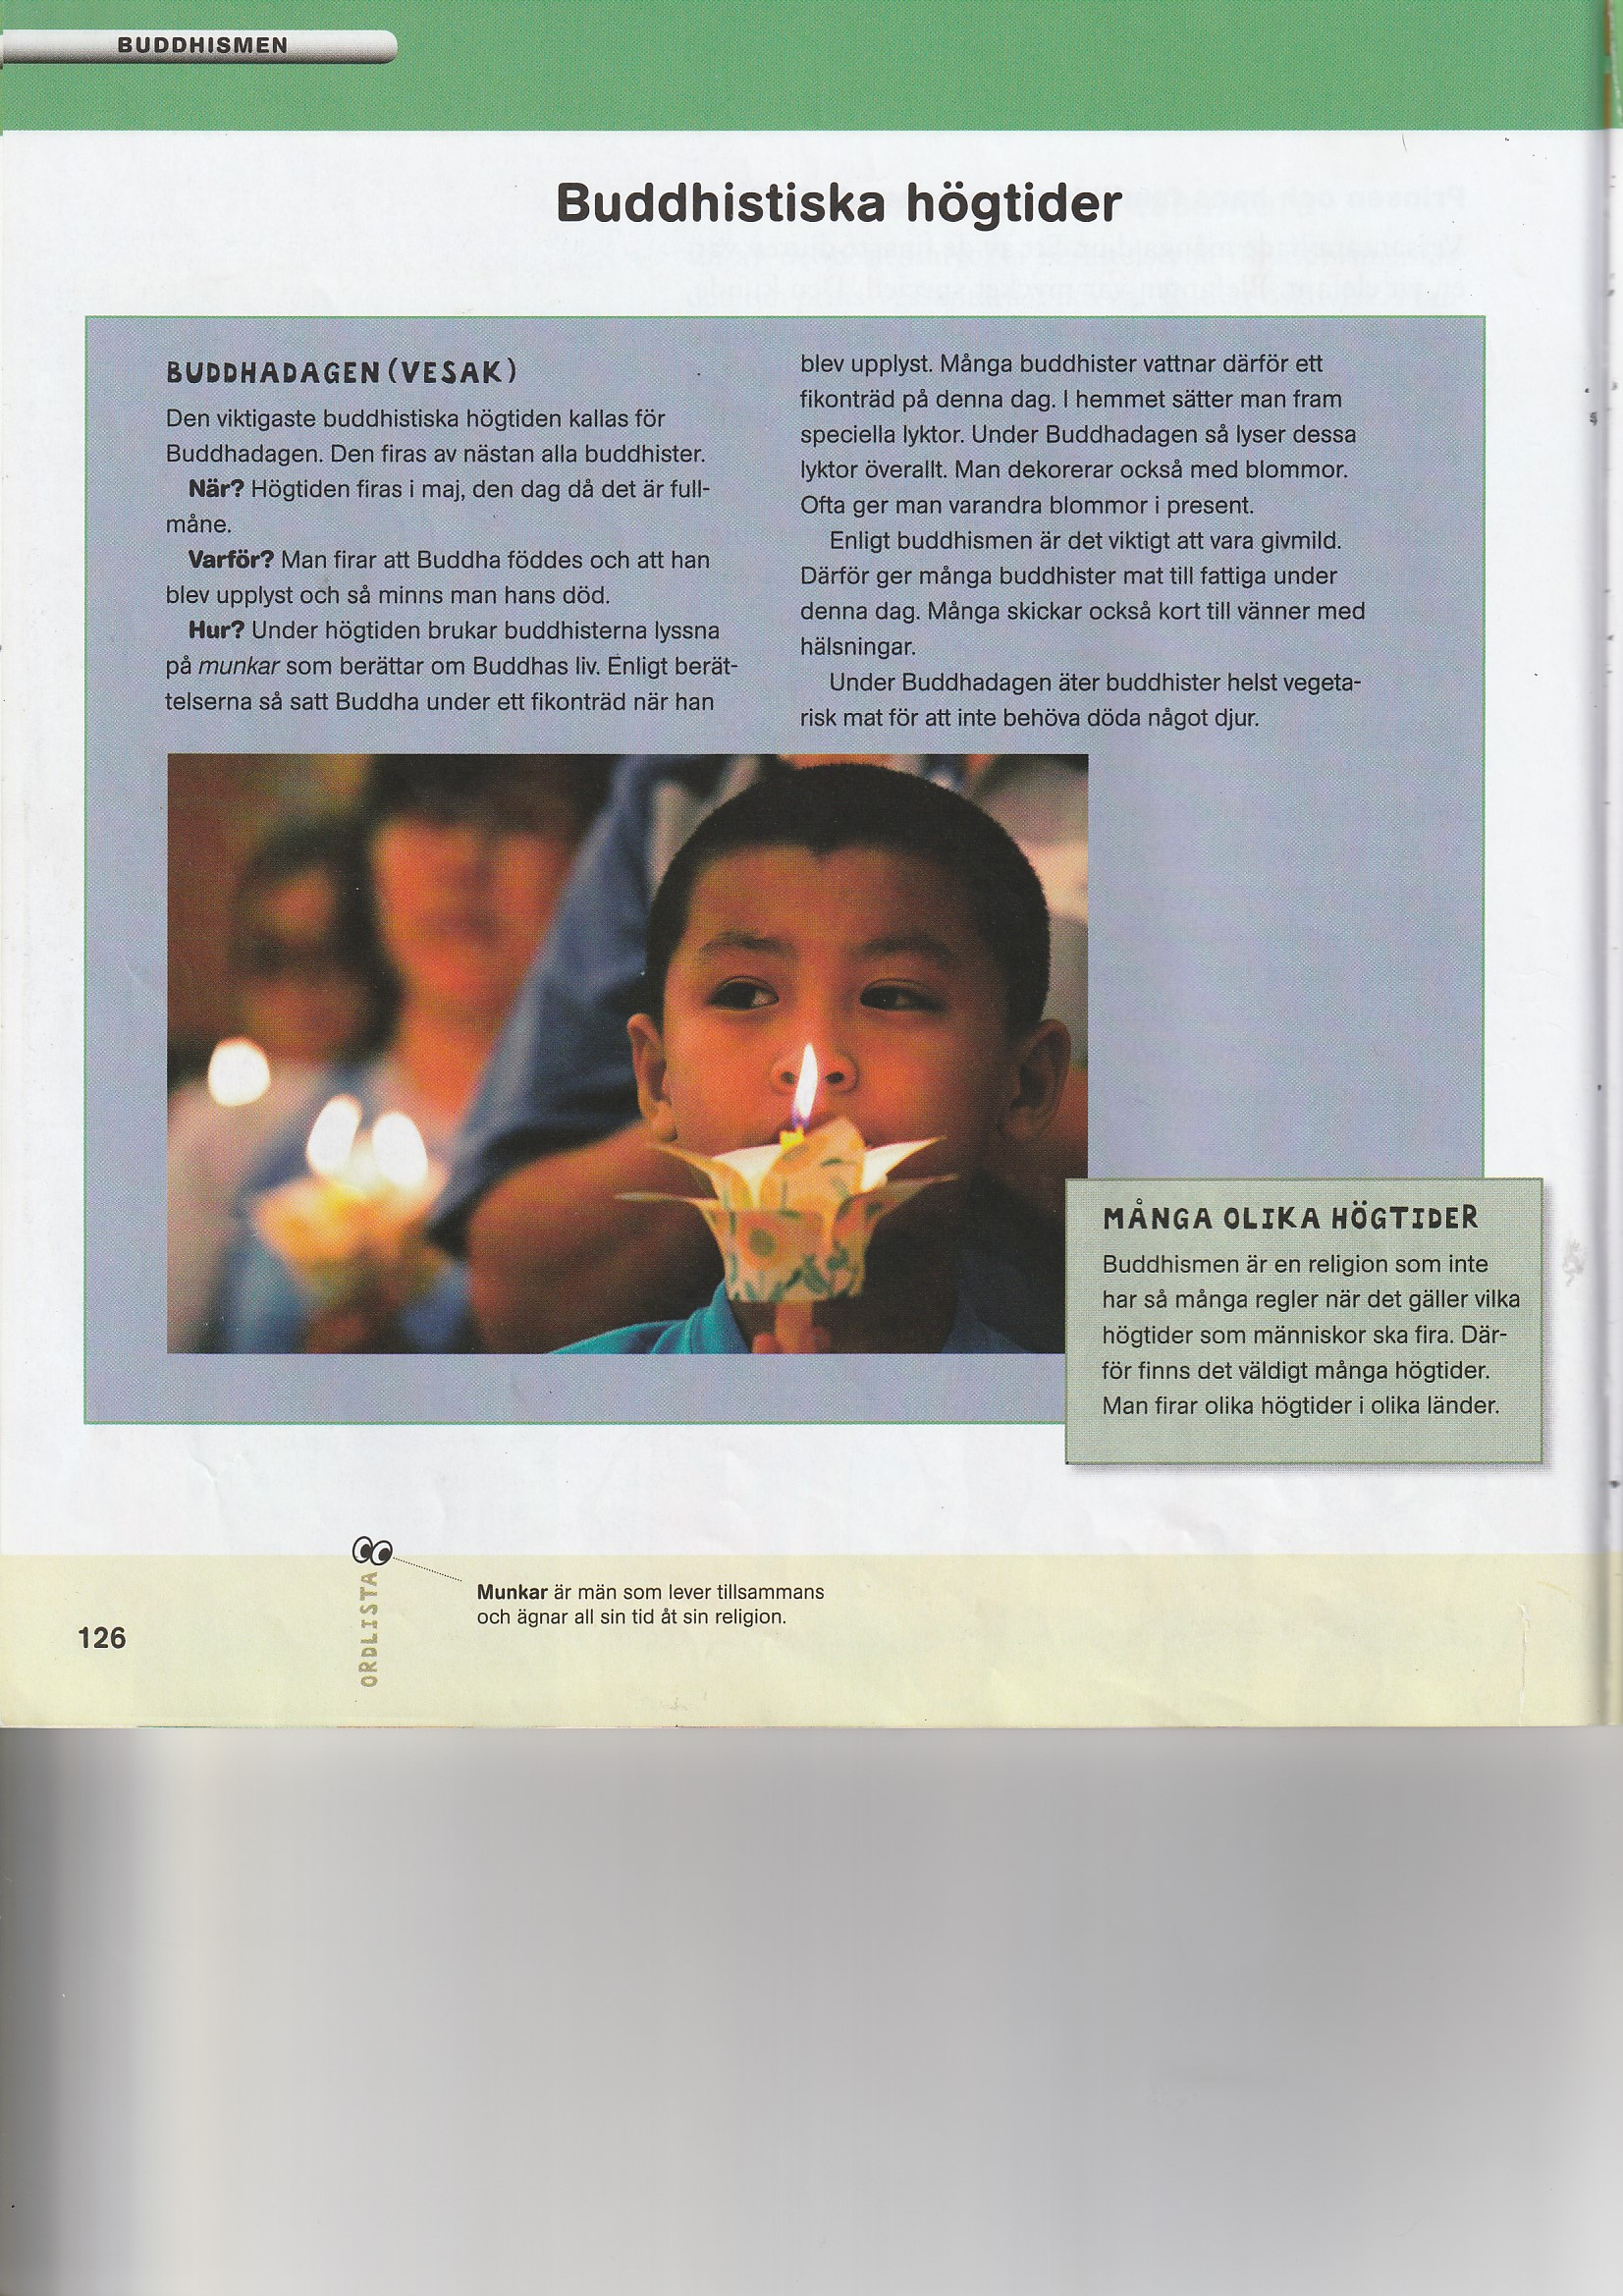 BUDDHISMEN
Buddhistiska högtider
BUDDHADAGEN (VESAK)
Den viktigaste buddhistiska högtiden kallas för
Buddhadagen. Den firas av nästan alla buddhister.
När? Högtiden firas i maj, den dag då det är full-
måne.
Varför? Man firar att Buddha föddes och att han
blev upplyst och så minns man hans död.
Hur? Under högtiden brukar buddhisterna lyssna
på munkar som berättar om Buddhas liv. Enligt berät-
telserna så satt Buddha under ett fikonträd när han
blev upplyst. Många buddhister vattnar därför ett
fikonträd på denna dag. I hemmet sätter man fram
speciella lyktor. Under Buddhadagen så lyser dessa
lyktor överallt. Man dekorerar också med blommor.
Ofta ger man varandra blommor i present.
Enligt buddhismen är det viktigt att vara givmild.
Därför ger många buddhister mat till fattiga under
denna dag. Många skickar också kort till vänner med
hälsningar.
Under Buddhadagen äter buddhister helst vegeta-
risk mat för att inte behöva döda något djur.
MÅNGA OLIKA HÖGTIDER
Buddhismen är en religion som inte
har så många regler när det gäller vilka
högtider som människor ska fira. Där-
för finns det väldigt många högtider.
Man firar olika högtider i olika länder.
ORDLISTA
Munkar är män som lever tillsammans
och ägnar all sin tid åt sin religion.
126